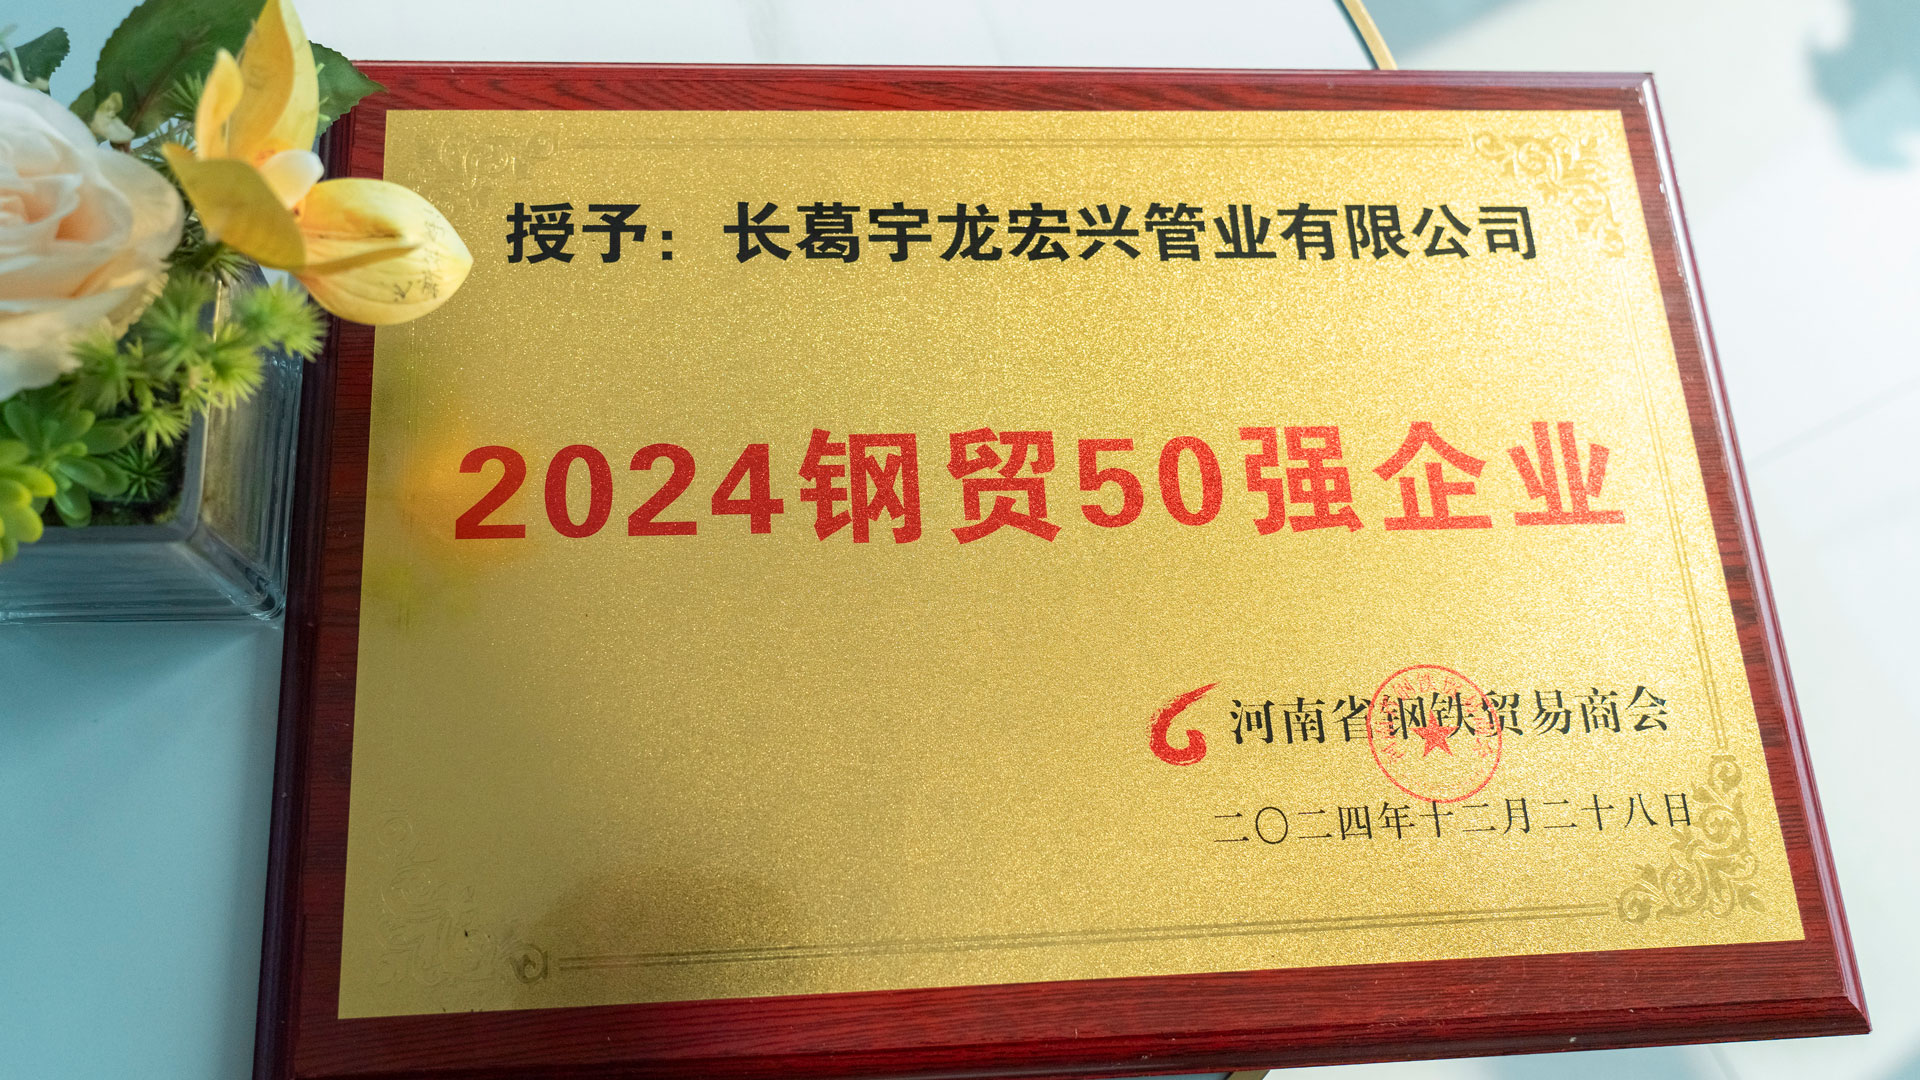 授予：长葛宇龙宏兴管业有限公司
2024钢贸50强企业
河南省钢铁贸易商会
二〇二四年十二月二十八日